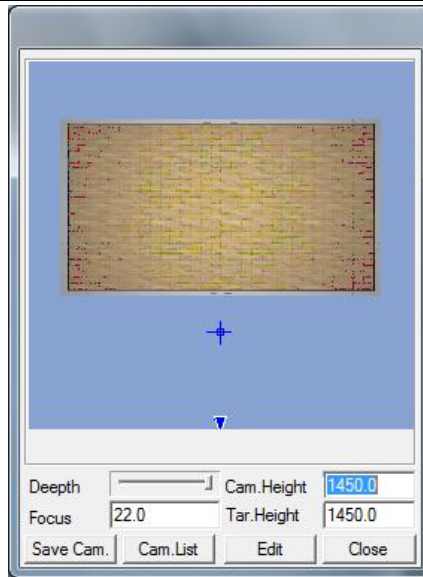 Deepth Cam.Height 1450.0
Focus 22.0 Tar.Height 1450.0
Save Cam. Cam.List Edit Close